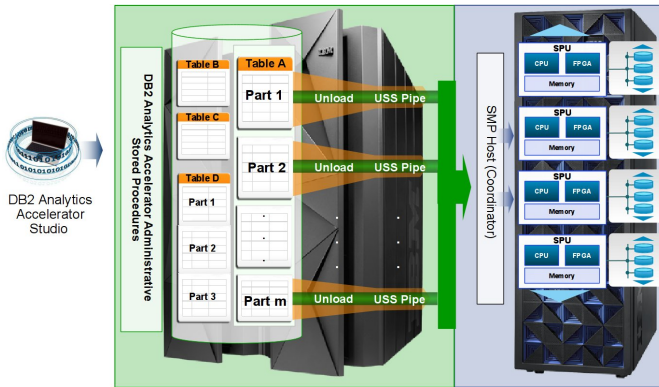 DB2 Analytics
Accelerator
Studio
DB2 Analytics Accelerator Administrative
Stored Procedures
Table B
Table C
Table D
Part 1
Part 2
Part 3
Table A
Part 1
Part 2
Part m
IBM
Unload
USS Pipe
Unload
USS Pipe
Unload
USS Pipe
SMP Host (Coordinator)
SPU
CPU
FPGA
Memory
SPU
CPU
FPGA
Memory
SPU
CPU
FPGA
Memory
SPU
CPU
FPGA
Memory